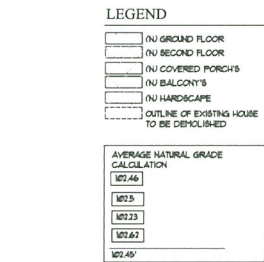 LEGEND
(N) GROUND FLOOR
(N) SECOND FLOOR
(N) COVERED PORCH'S
(N) BALCONY'S
(N) HARDSCAPE
OUTLINE OF EXISTING HOUSE
TO BE DEMOLISHED
AVERAGE NATURAL GRADE
CALCULATION
102.46
102.5
102.23
102.62
102.45'